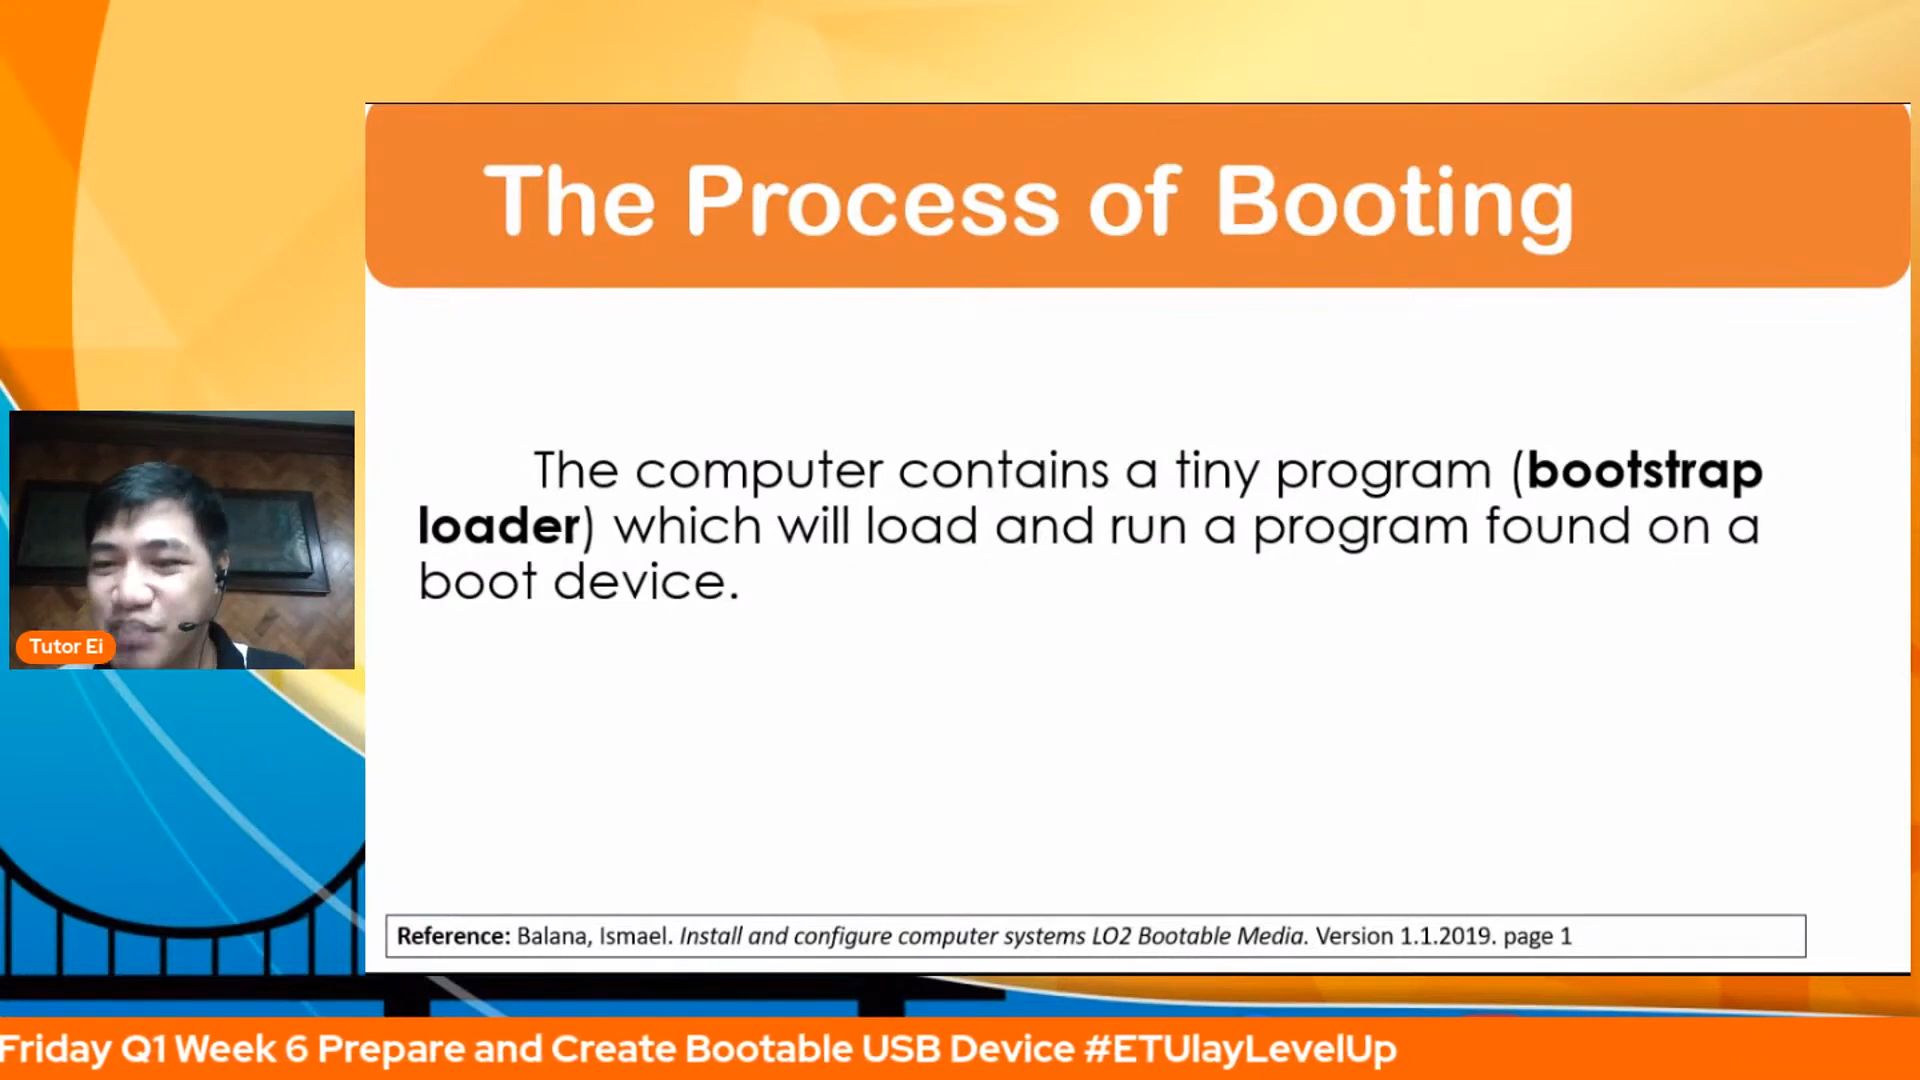 The Process of Booting
The computer contains a tiny program (bootstrap
loader) which will load and run a program found on a
boot device.
Tutor Ei
Reference: Balana, Ismael. Install and configure computer systems LO2 Bootable Media. Version 1.1.2019. page 1
Friday Q1 Week 6 Prepare and Create Bootable USB Device #ETUlayLevelUp